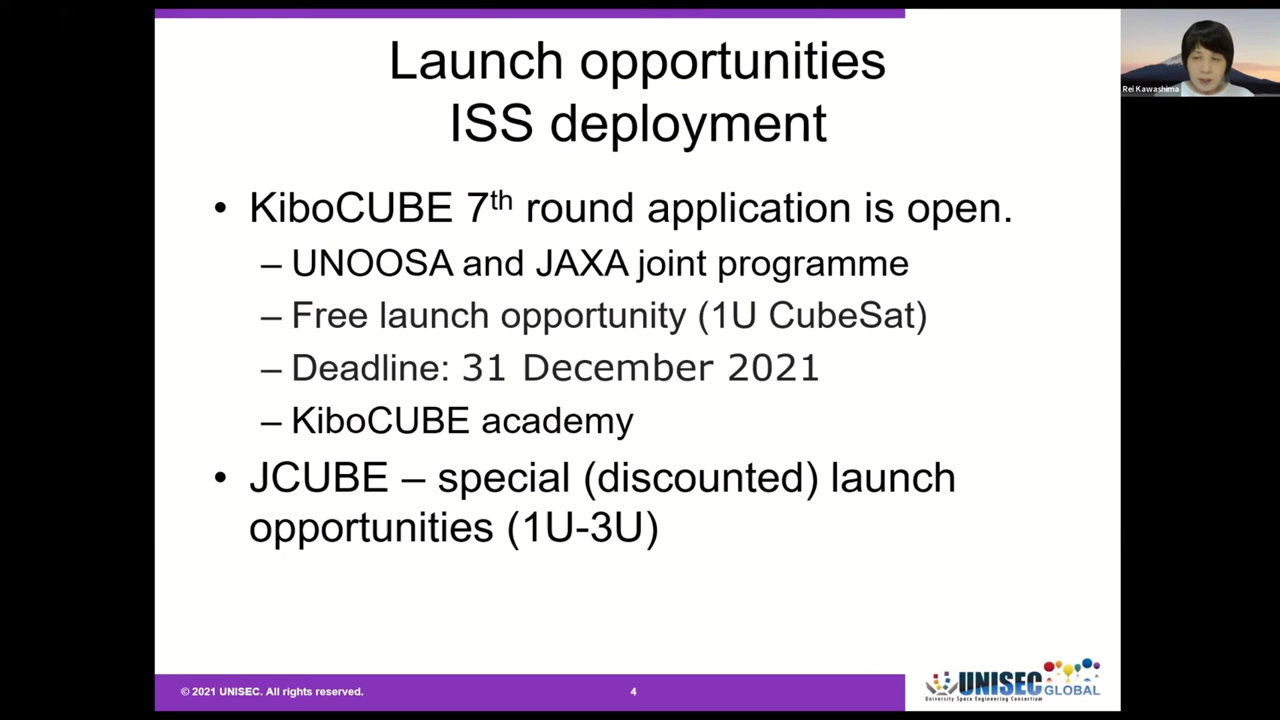 Launch opportunities
ISS deployment
• KiboCUBE 7th round application is open.
– UNOOSA and JAXA joint programme
– Free launch opportunity (1U CubeSat)
– Deadline: 31 December 2021
– KiboCUBE academy
• JCUBE – special (discounted) launch
opportunities (1U-3U)
Rei Kawashima
© 2021 UNISEC. All rights reserved.
4
UNISEC GLOBAL
University Space Engineering Consortium